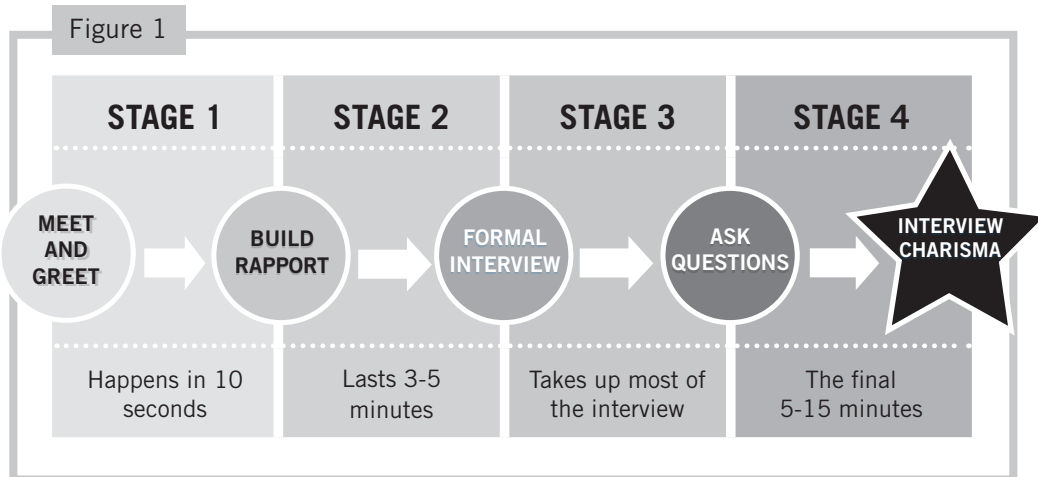 Figure 1
STAGE 1
STAGE 2
STAGE 3
STAGE 4
MEET
AND
GREET
BUILD
RAPPORT
FORMAL
INTERVIEW
ASK
QUESTIONS
INTERVIEW
CHARISMA
Happens in 10
seconds
Lasts 3-5
minutes
Takes up most of
the interview
The final
5-15 minutes